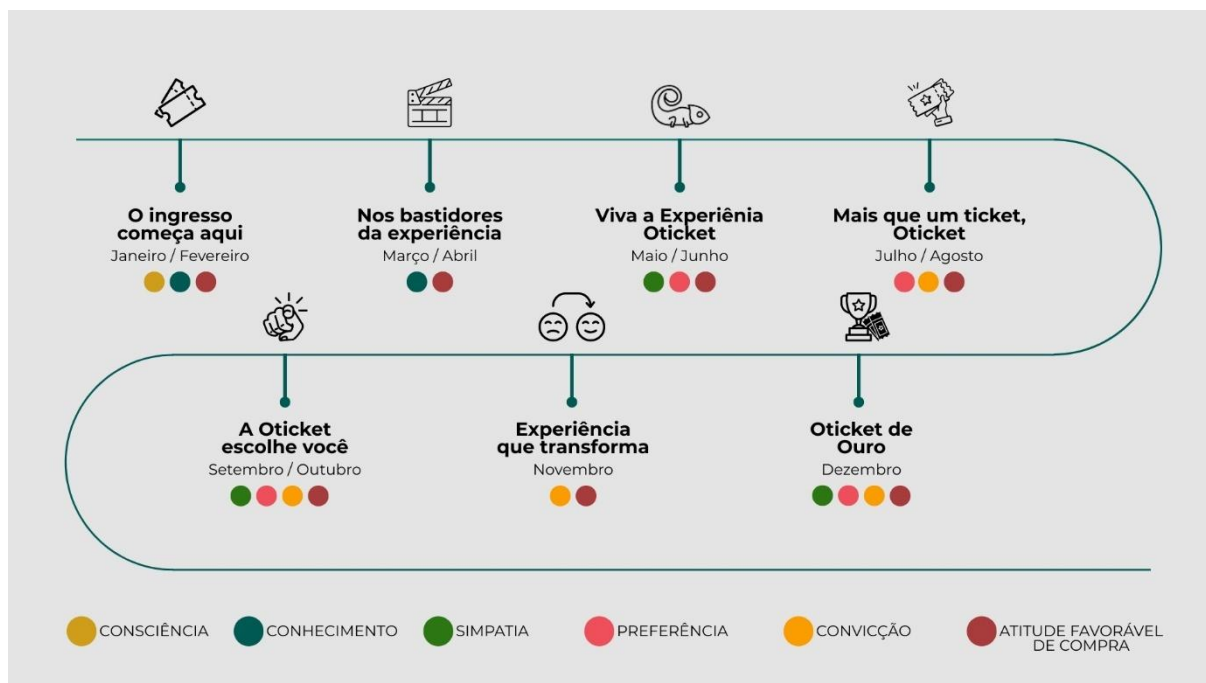 O ingresso
começa aqui
Janeiro / Fevereiro
Nos bastidores
da experiência
Março / Abril
Viva a Experiênia
Oticket
Maio / Junho
Mais que um ticket,
Oticket
Julho / Agosto
A Oticket
escolhe você
Setembro / Outubro
Experiência
que transforma
Novembro
Oticket de
Ouro
Dezembro
CONSCIÊNCIA
CONHECIMENTO
SIMPATIA
PREFERÊNCIA
CONVICÇÃO
ATITUDE FAVORÁVEL
DE COMPRA